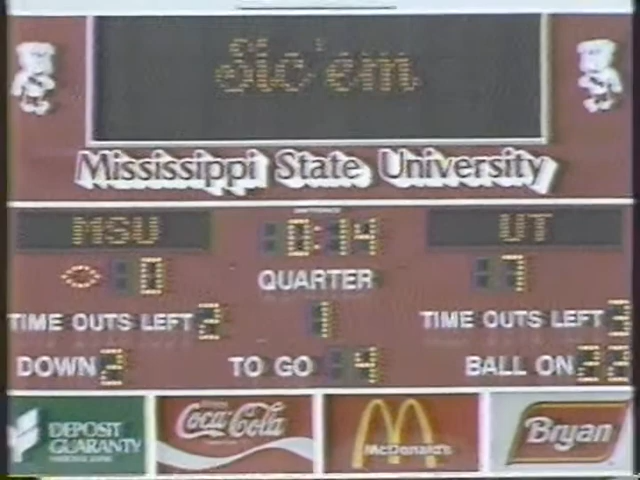 Sic 'em
Mississippi State University
MSU 0:14 UT
0 QUARTER 7
TIME OUTS LEFT 2 1 TIME OUTS LEFT 3
DOWN 2 TO GO 4 BALL ON 22
DEPOSIT GUARANTY Coca-Cola McDonald's Bryan